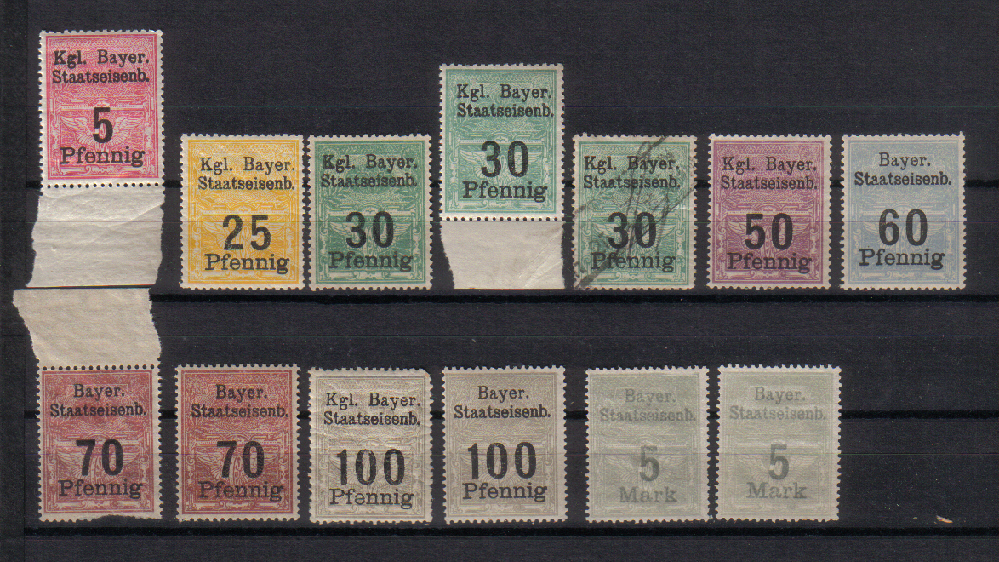 Kgl. Bayer.
Staatseisenb.
5
Pfennig
Kgl. Bayer.
Staatseisenb.
25
Pfennig
Kgl. Bayer.
Staatseisenb.
30
Pfennig
Kgl. Bayer.
Staatseisenb.
30
Pfennig
Kgl. Bayer.
Staatseisenb.
30
Pfennig
Kgl. Bayer.
Staatseisenb.
50
Pfennig
Bayer.
Staatseisenb.
60
Pfennig
Bayer.
Staatseisenb.
70
Pfennig
Bayer.
Staatseisenb.
70
Pfennig
Kgl. Bayer.
Staatseisenb.
100
Pfennig
Bayer.
Staatseisenb.
100
Pfennig
Bayer.
Staatseisenb.
5
Mark
Bayer.
Staatseisenb.
5
Mark